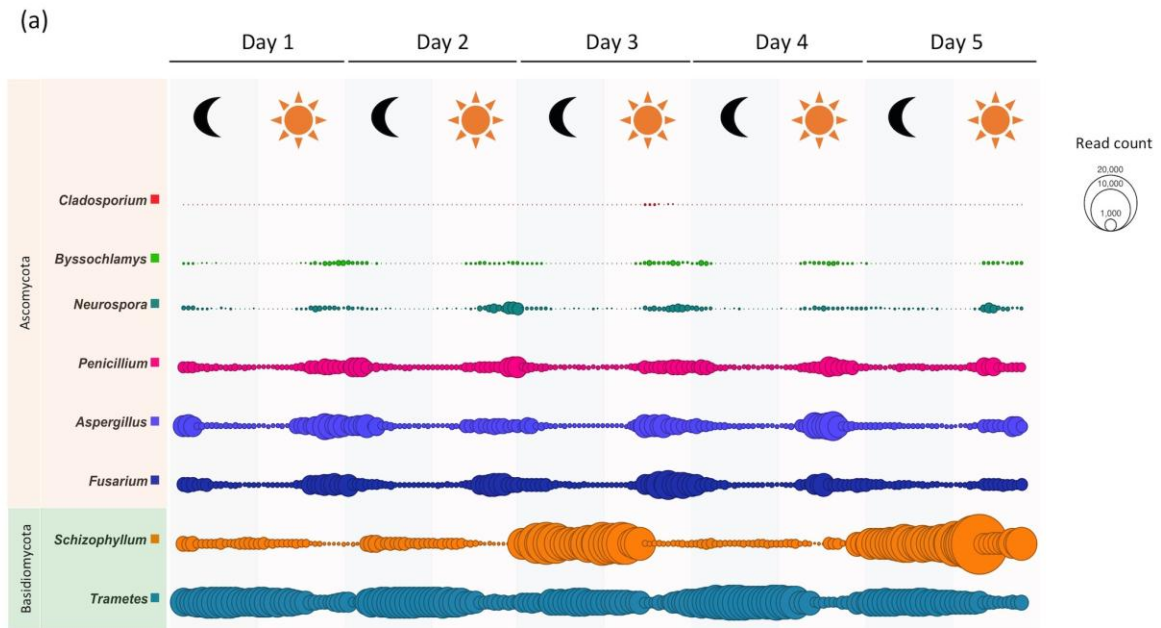 (a)
Day 1
Day 2
Day 3
Day 4
Day 5
Read count
20,000
10,000
1,000
Ascomycota
Cladosporium
Byssochlamys
Neurospora
Penicillium
Aspergillus
Fusarium
Basidiomycota
Schizophyllum
Trametes